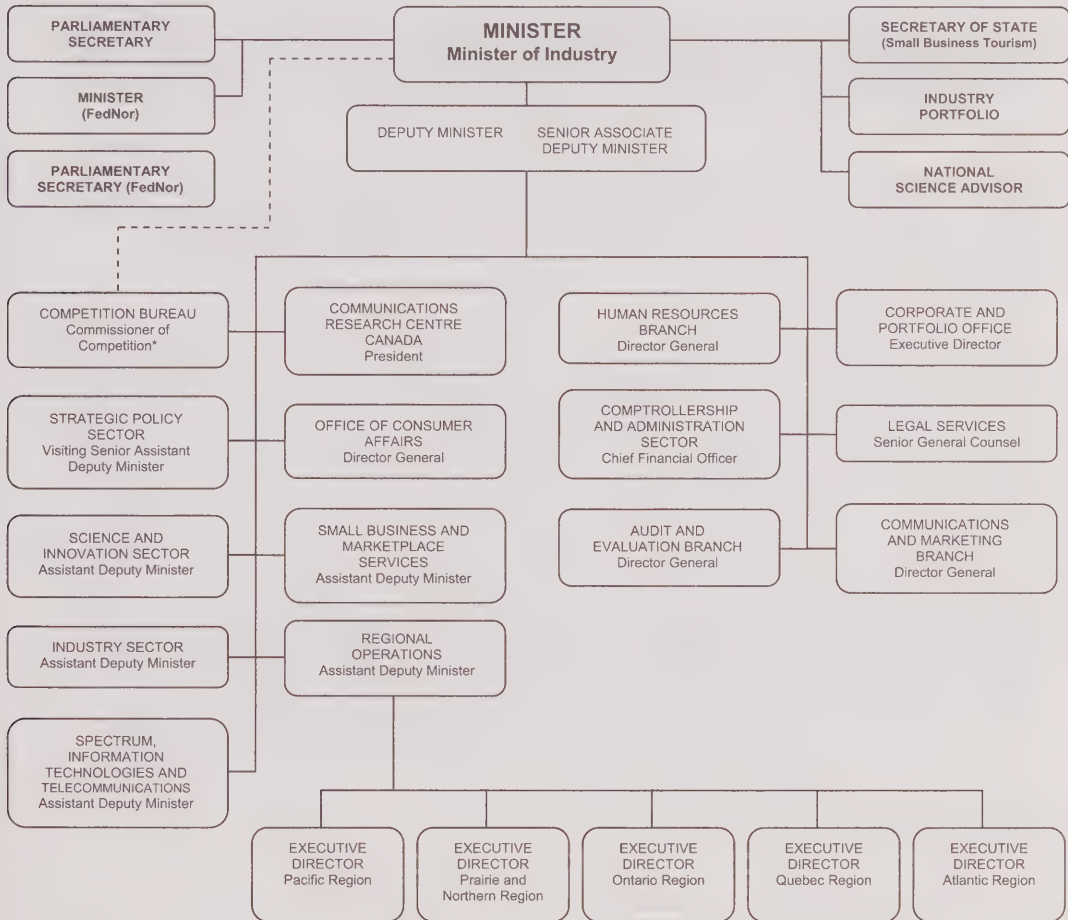 PARLIAMENTARY
SECRETARY
MINISTER
Minister of Industry
SECRETARY OF STATE
(Small Business Tourism)
MINISTER
(FedNor)
INDUSTRY
PORTFOLIO
DEPUTY MINISTER
SENIOR ASSOCIATE
DEPUTY MINISTER
PARLIAMENTARY
SECRETARY (FedNor)
NATIONAL
SCIENCE ADVISOR
COMPETITION BUREAU
Commissioner of
Competition*
COMMUNICATIONS
RESEARCH CENTRE
CANADA
President
HUMAN RESOURCES
BRANCH
Director General
CORPORATE AND
PORTFOLIO OFFICE
Executive Director
STRATEGIC POLICY
SECTOR
Visiting Senior Assistant
Deputy Minister
OFFICE OF CONSUMER
AFFAIRS
Director General
COMPTROLLERSHIP
AND ADMINISTRATION
SECTOR
Chief Financial Officer
LEGAL SERVICES
Senior General Counsel
SCIENCE AND
INNOVATION SECTOR
Assistant Deputy Minister
SMALL BUSINESS AND
MARKETPLACE
SERVICES
Assistant Deputy Minister
AUDIT AND
EVALUATION BRANCH
Director General
COMMUNICATIONS
AND MARKETING
BRANCH
Director General
INDUSTRY SECTOR
Assistant Deputy Minister
REGIONAL
OPERATIONS
Assistant Deputy Minister
SPECTRUM,
INFORMATION
TECHNOLOGIES AND
TELECOMMUNICATIONS
Assistant Deputy Minister
EXECUTIVE
DIRECTOR
Pacific Region
EXECUTIVE
DIRECTOR
Prairie and
Northern Region
EXECUTIVE
DIRECTOR
Ontario Region
EXECUTIVE
DIRECTOR
Quebec Region
EXECUTIVE
DIRECTOR
Atlantic Region